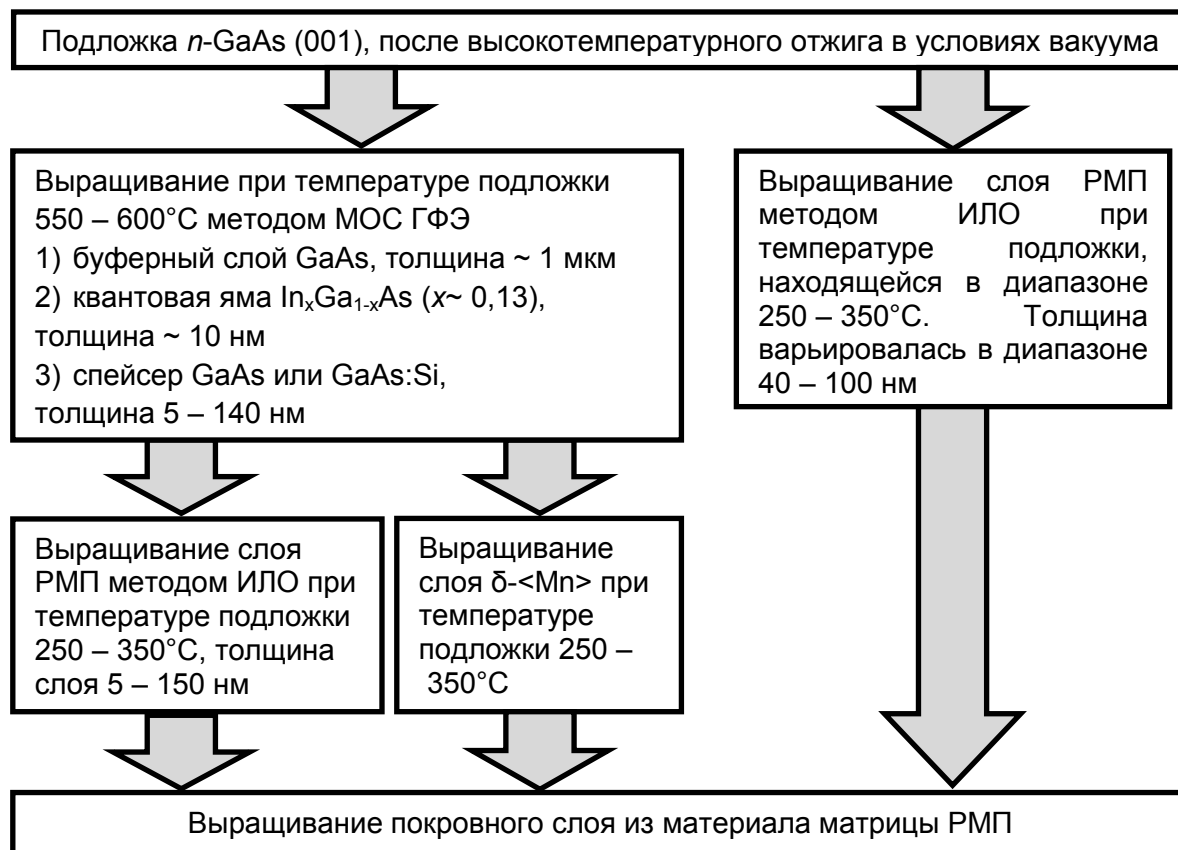 Подложка n-GaAs (001), после высокотемпературного отжига в условиях вакуума
Выращивание при температуре подложки
550 – 600°С методом МОС ГФЭ
1) буферный слой GaAs, толщина ~ 1 мкм
2) квантовая яма InxGa1-xAs (x~ 0,13),
толщина ~ 10 нм
3) спейсер GaAs или GaAs:Si,
толщина 5 – 140 нм
Выращивание слоя РМП
методом ИЛО при
температуре подложки,
находящейся в диапазоне
250 – 350°С. Толщина
варьировалась в диапазоне
40 – 100 нм
Выращивание слоя
РМП методом ИЛО при
температуре подложки
250 – 350°С, толщина
слоя 5 – 150 нм
Выращивание
слоя δ-<Mn> при
температуре
подложки 250 –
350°С
Выращивание покровного слоя из материала матрицы РМП